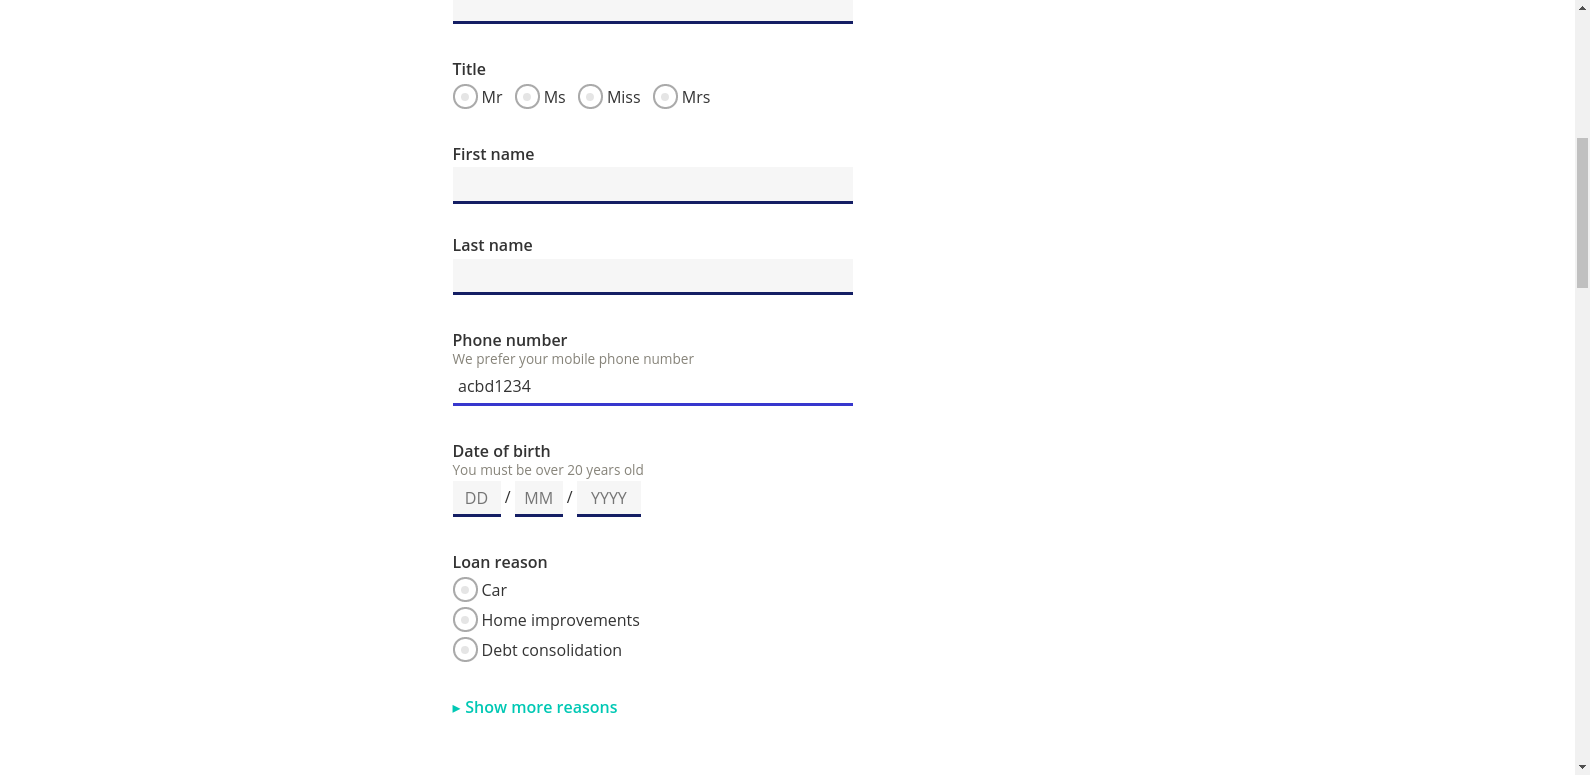 Title
Mr Ms Miss Mrs
First name
Last name
Phone number
We prefer your mobile phone number
acbd1234
Date of birth
You must be over 20 years old
DD / MM / YYYY
Loan reason
Car
Home improvements
Debt consolidation
▸ Show more reasons